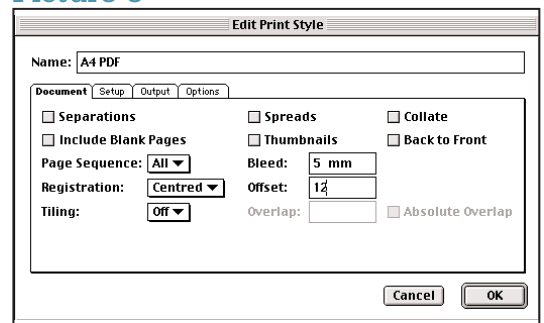 Edit Print Style
Name: A4 PDF
Document Setup Output Options
Separations Spreads Collate
Include Blank Pages Thumbnails Back to Front
Page Sequence: All Bleed: 5 mm
Registration: Centred Offset: 12
Tiling: Off Overlap: Absolute Overlap
Cancel OK